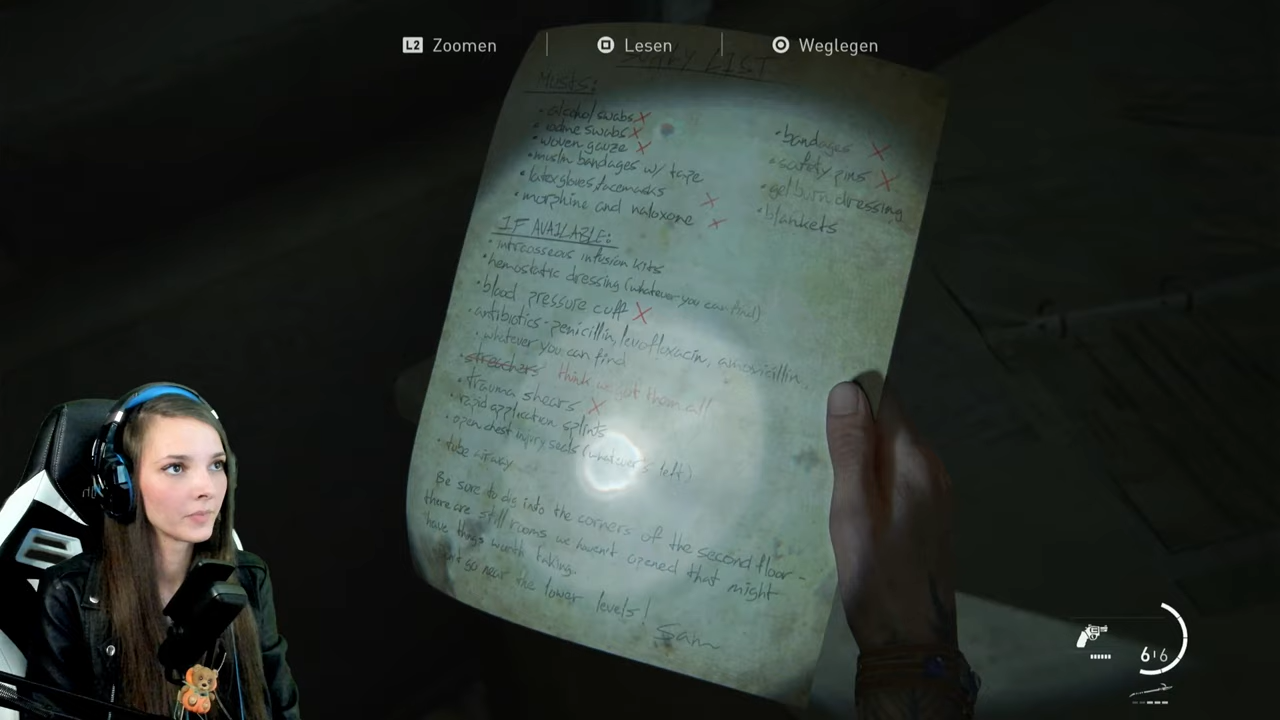 L2 Zoomen
Lesen
Weglegen
LIST
Musts:
• alcohol swabs X
• iodine swabs X
• woven gauze X
• muslin bandages w/ tape
• latex gloves, facemasks X
• morphine and naloxone X
• bandages X
• safety pins X
• gel burn dressing
• blankets
IF AVAILABLE:
• intraosseous infusion kits
• hemostatic dressing (whatever you can find)
• blood pressure cuff X
• antibiotics - penicillin, levofloxacin, amoxicillin,
whatever you can find
• think we got them all
• trauma shears X
• rapid application splints
• open chest injury seals (whatever's left)
• tube airway
Be sure to dig into the corners of the second floor -
there are still rooms we haven't opened that might
have things worth taking.
go near the lower levels!
Sam
6 6